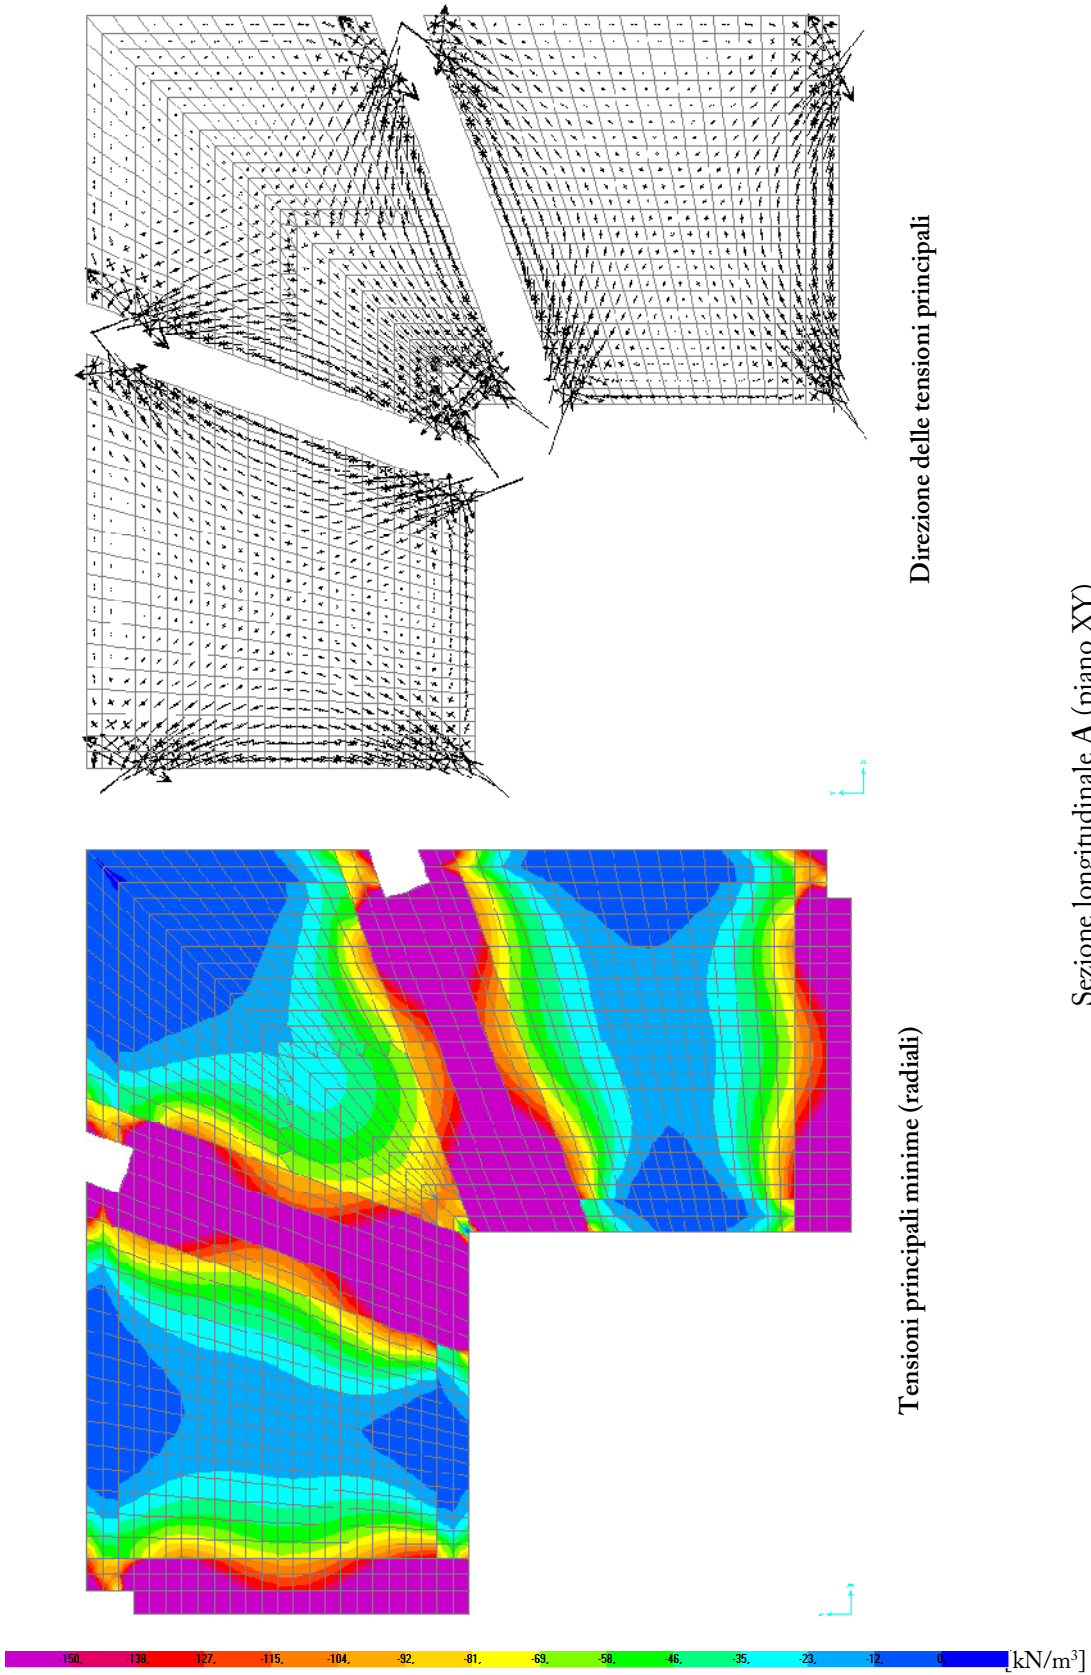 Direzione delle tensioni principali
Tensioni principali minime (radiali)
Sezione longitudinale A (piano XY)
-150, -138, -127, -115, -104, -92, -81, -69, -58, -46, -35, -23, -12, 0, [kN/m³]